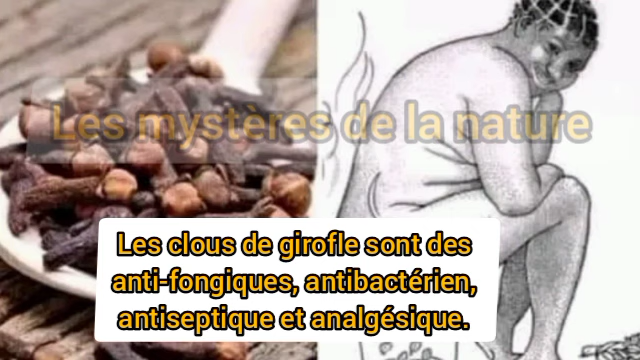 Les mystères de la nature
Les clous de girofle sont des
anti-fongiques, antibactérien,
antiseptique et analgésique.